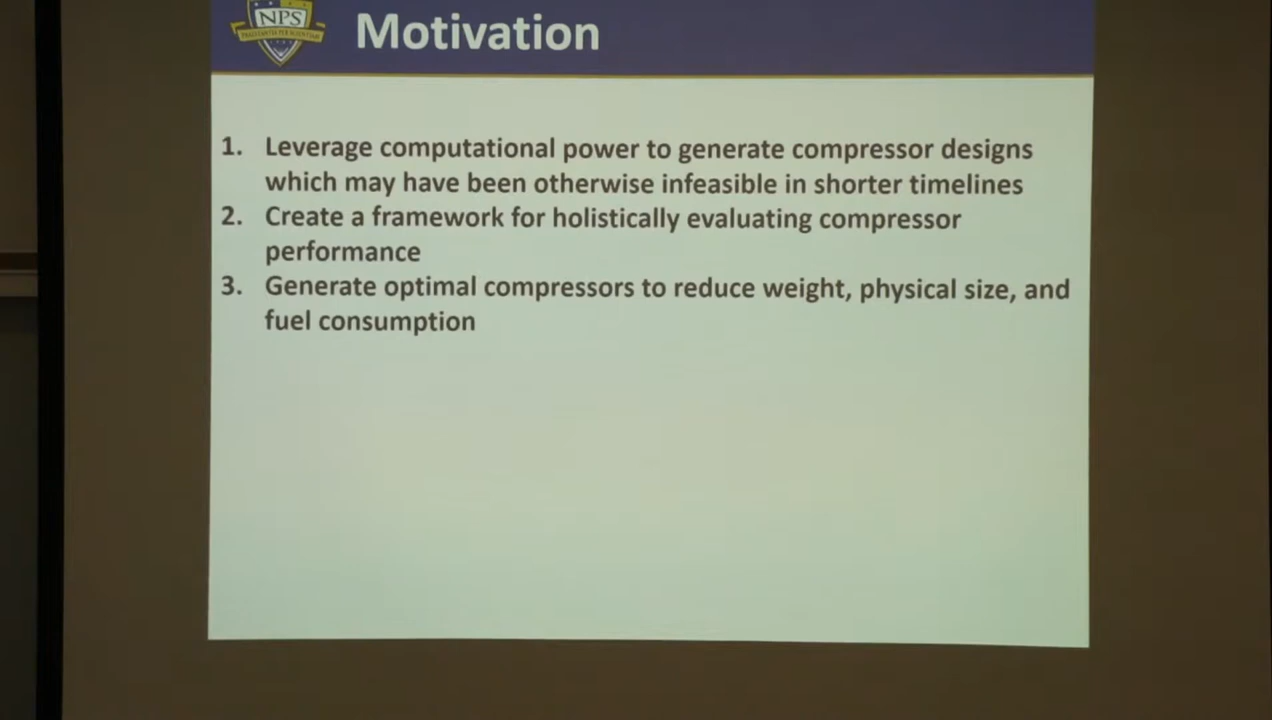 NPS
Motivation
1. Leverage computational power to generate compressor designs
which may have been otherwise infeasible in shorter timelines
2. Create a framework for holistically evaluating compressor
performance
3. Generate optimal compressors to reduce weight, physical size, and
fuel consumption